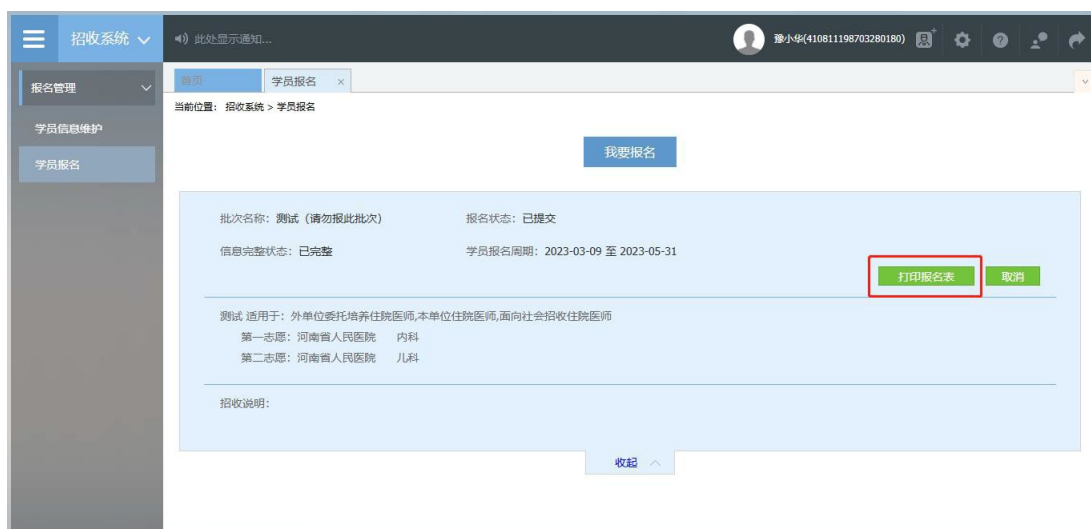 招收系统
此处显示通知...
豫小华(410811198703280180)
报名管理
学员信息维护
学员报名
首页
学员报名 ×
当前位置： 招收系统 > 学员报名
我要报名
批次名称：测试（请勿报此批次） 报名状态：已提交
信息完整状态：已完整 学员报名周期：2023-03-09 至 2023-05-31
打印报名表 取消
测试 适用于：外单位委托培养住院医师,本单位住院医师,面向社会招收住院医师
第一志愿：河南省人民医院 内科
第二志愿：河南省人民医院 儿科
招收说明：
收起